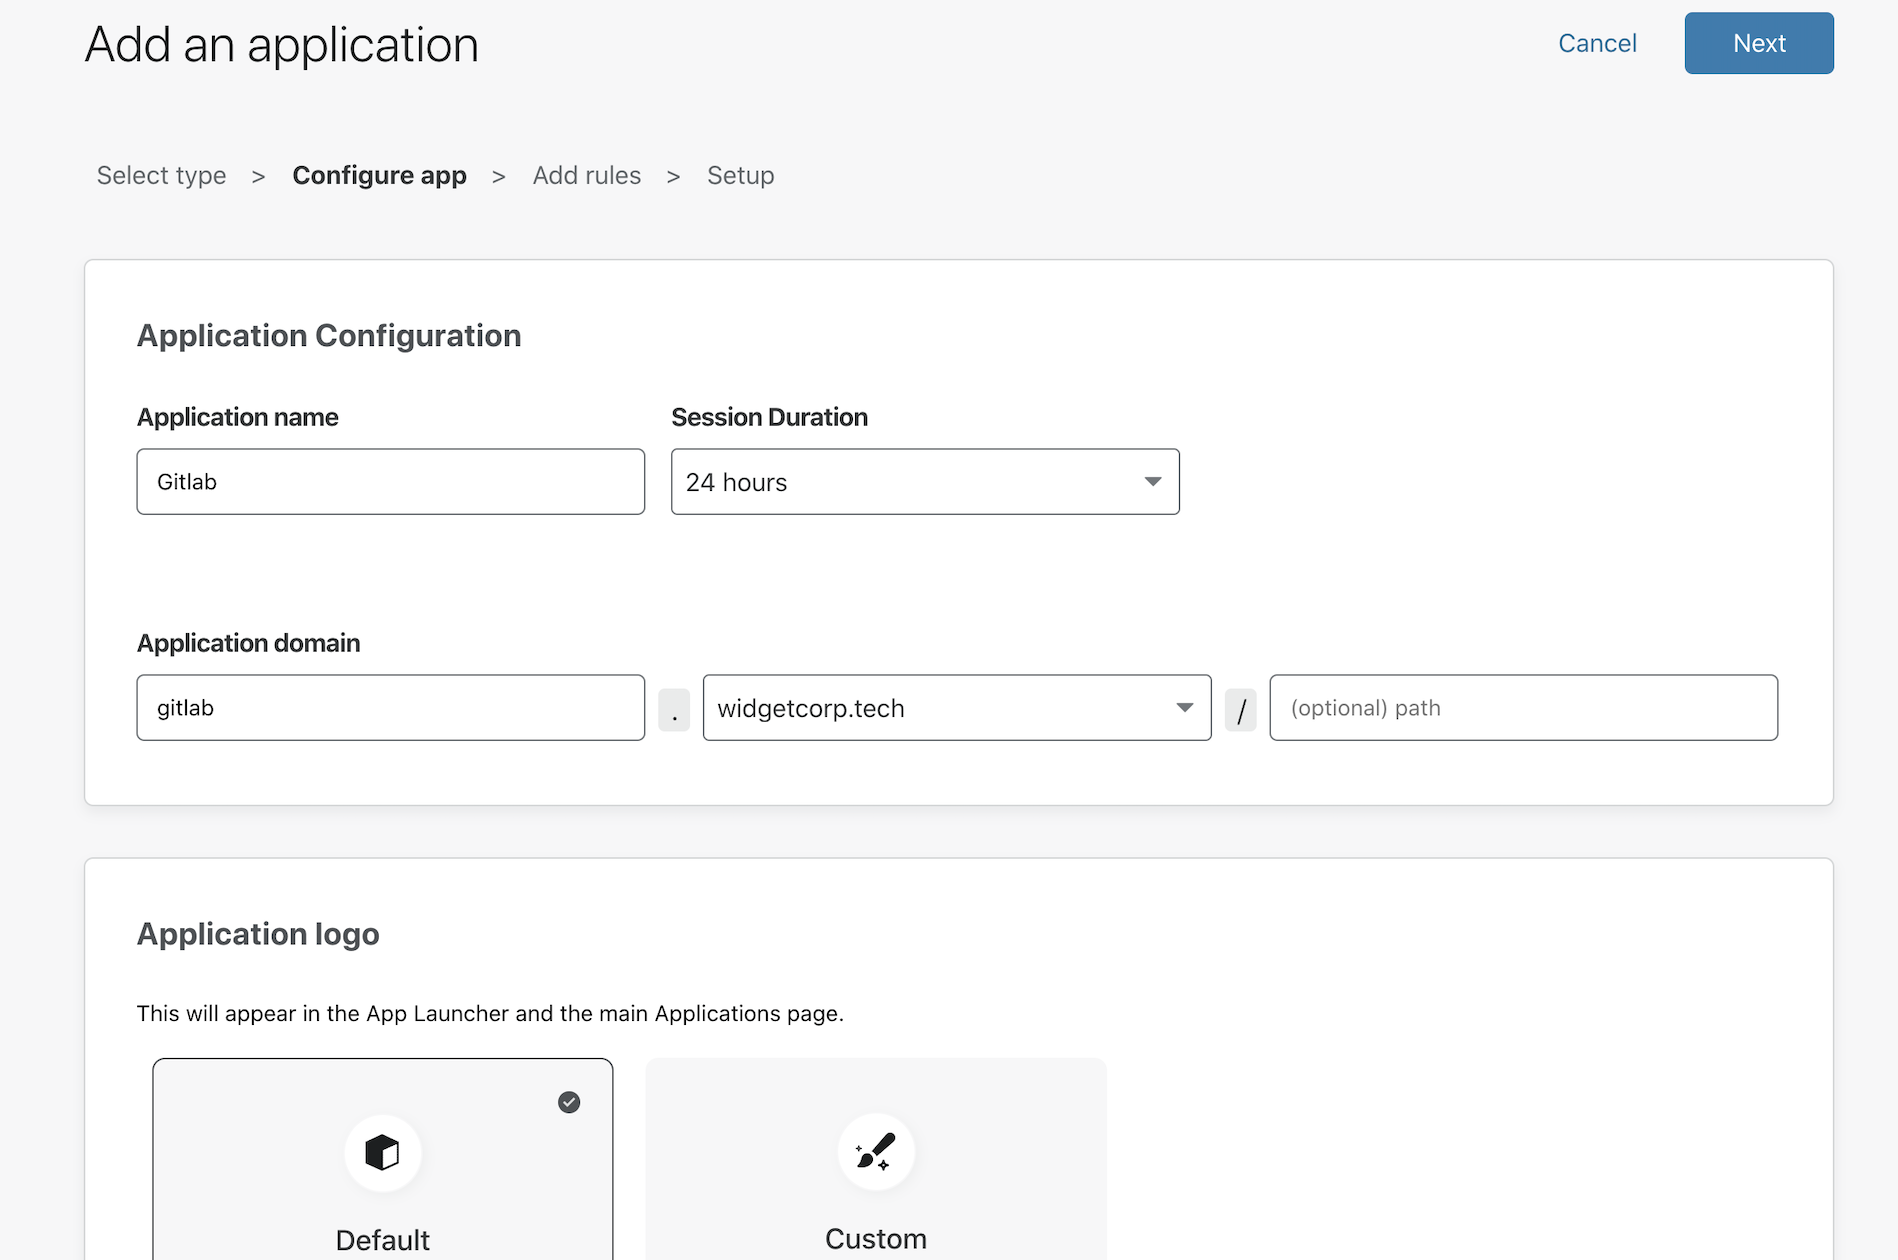 Add an application
Cancel
Next
Select type > Configure app > Add rules > Setup
Application Configuration
Application name
Session Duration
Gitlab
24 hours
Application domain
gitlab . widgetcorp.tech / (optional) path
Application logo
This will appear in the App Launcher and the main Applications page.
Default
Custom